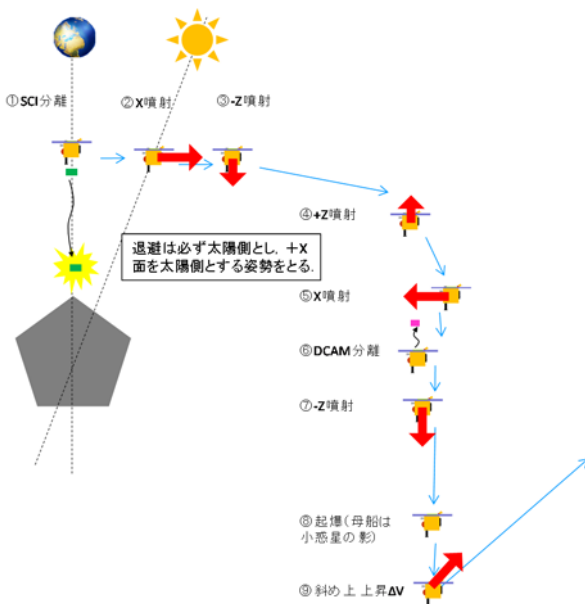 ①SCI分離
②X噴射
③-Z噴射
④+Z噴射
退避は必ず太陽側とし，＋X
面を太陽側とする姿勢をとる.
⑤X噴射
⑥DCAM分離
⑦-Z噴射
⑧起爆(母船は
小惑星の影)
⑨斜め上 上昇ΔV